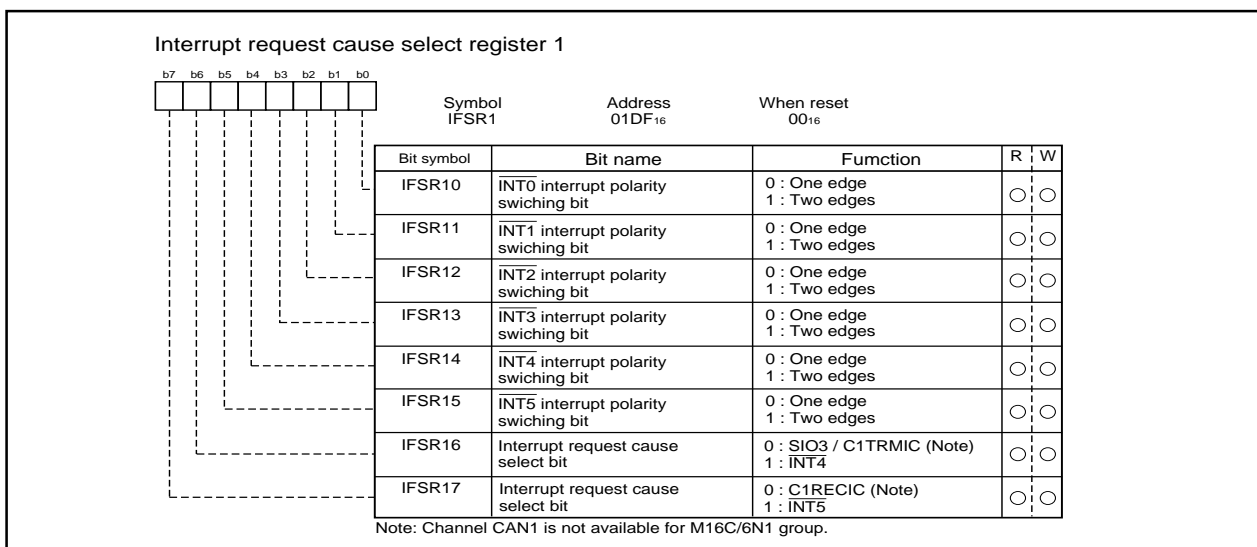 Interrupt request cause select register 1
b7 b6 b5 b4 b3 b2 b1 b0
Symbol Address When reset
IFSR1 01DF16 0016
Bit symbol Bit name Fumction R W
IFSR10 INT0 interrupt polarity 0 : One edge
swiching bit 1 : Two edges
IFSR11 INT1 interrupt polarity 0 : One edge
swiching bit 1 : Two edges
IFSR12 INT2 interrupt polarity 0 : One edge
swiching bit 1 : Two edges
IFSR13 INT3 interrupt polarity 0 : One edge
swiching bit 1 : Two edges
IFSR14 INT4 interrupt polarity 0 : One edge
swiching bit 1 : Two edges
IFSR15 INT5 interrupt polarity 0 : One edge
swiching bit 1 : Two edges
IFSR16 Interrupt request cause 0 : SIO3 / C1TRMIC (Note)
select bit 1 : INT4
IFSR17 Interrupt request cause 0 : C1RECIC (Note)
select bit 1 : INT5
Note: Channel CAN1 is not available for M16C/6N1 group.